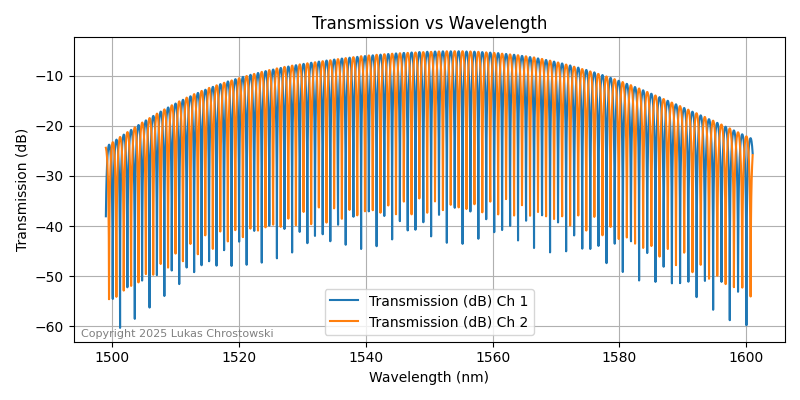 Transmission vs Wavelength
Transmission (dB)
−10
−20
−30
−40
−50
−60
Transmission (dB) Ch 1
Transmission (dB) Ch 2
Copyright 2025 Lukas Chrostowski
1500
1520
1540
1560
1580
1600
Wavelength (nm)